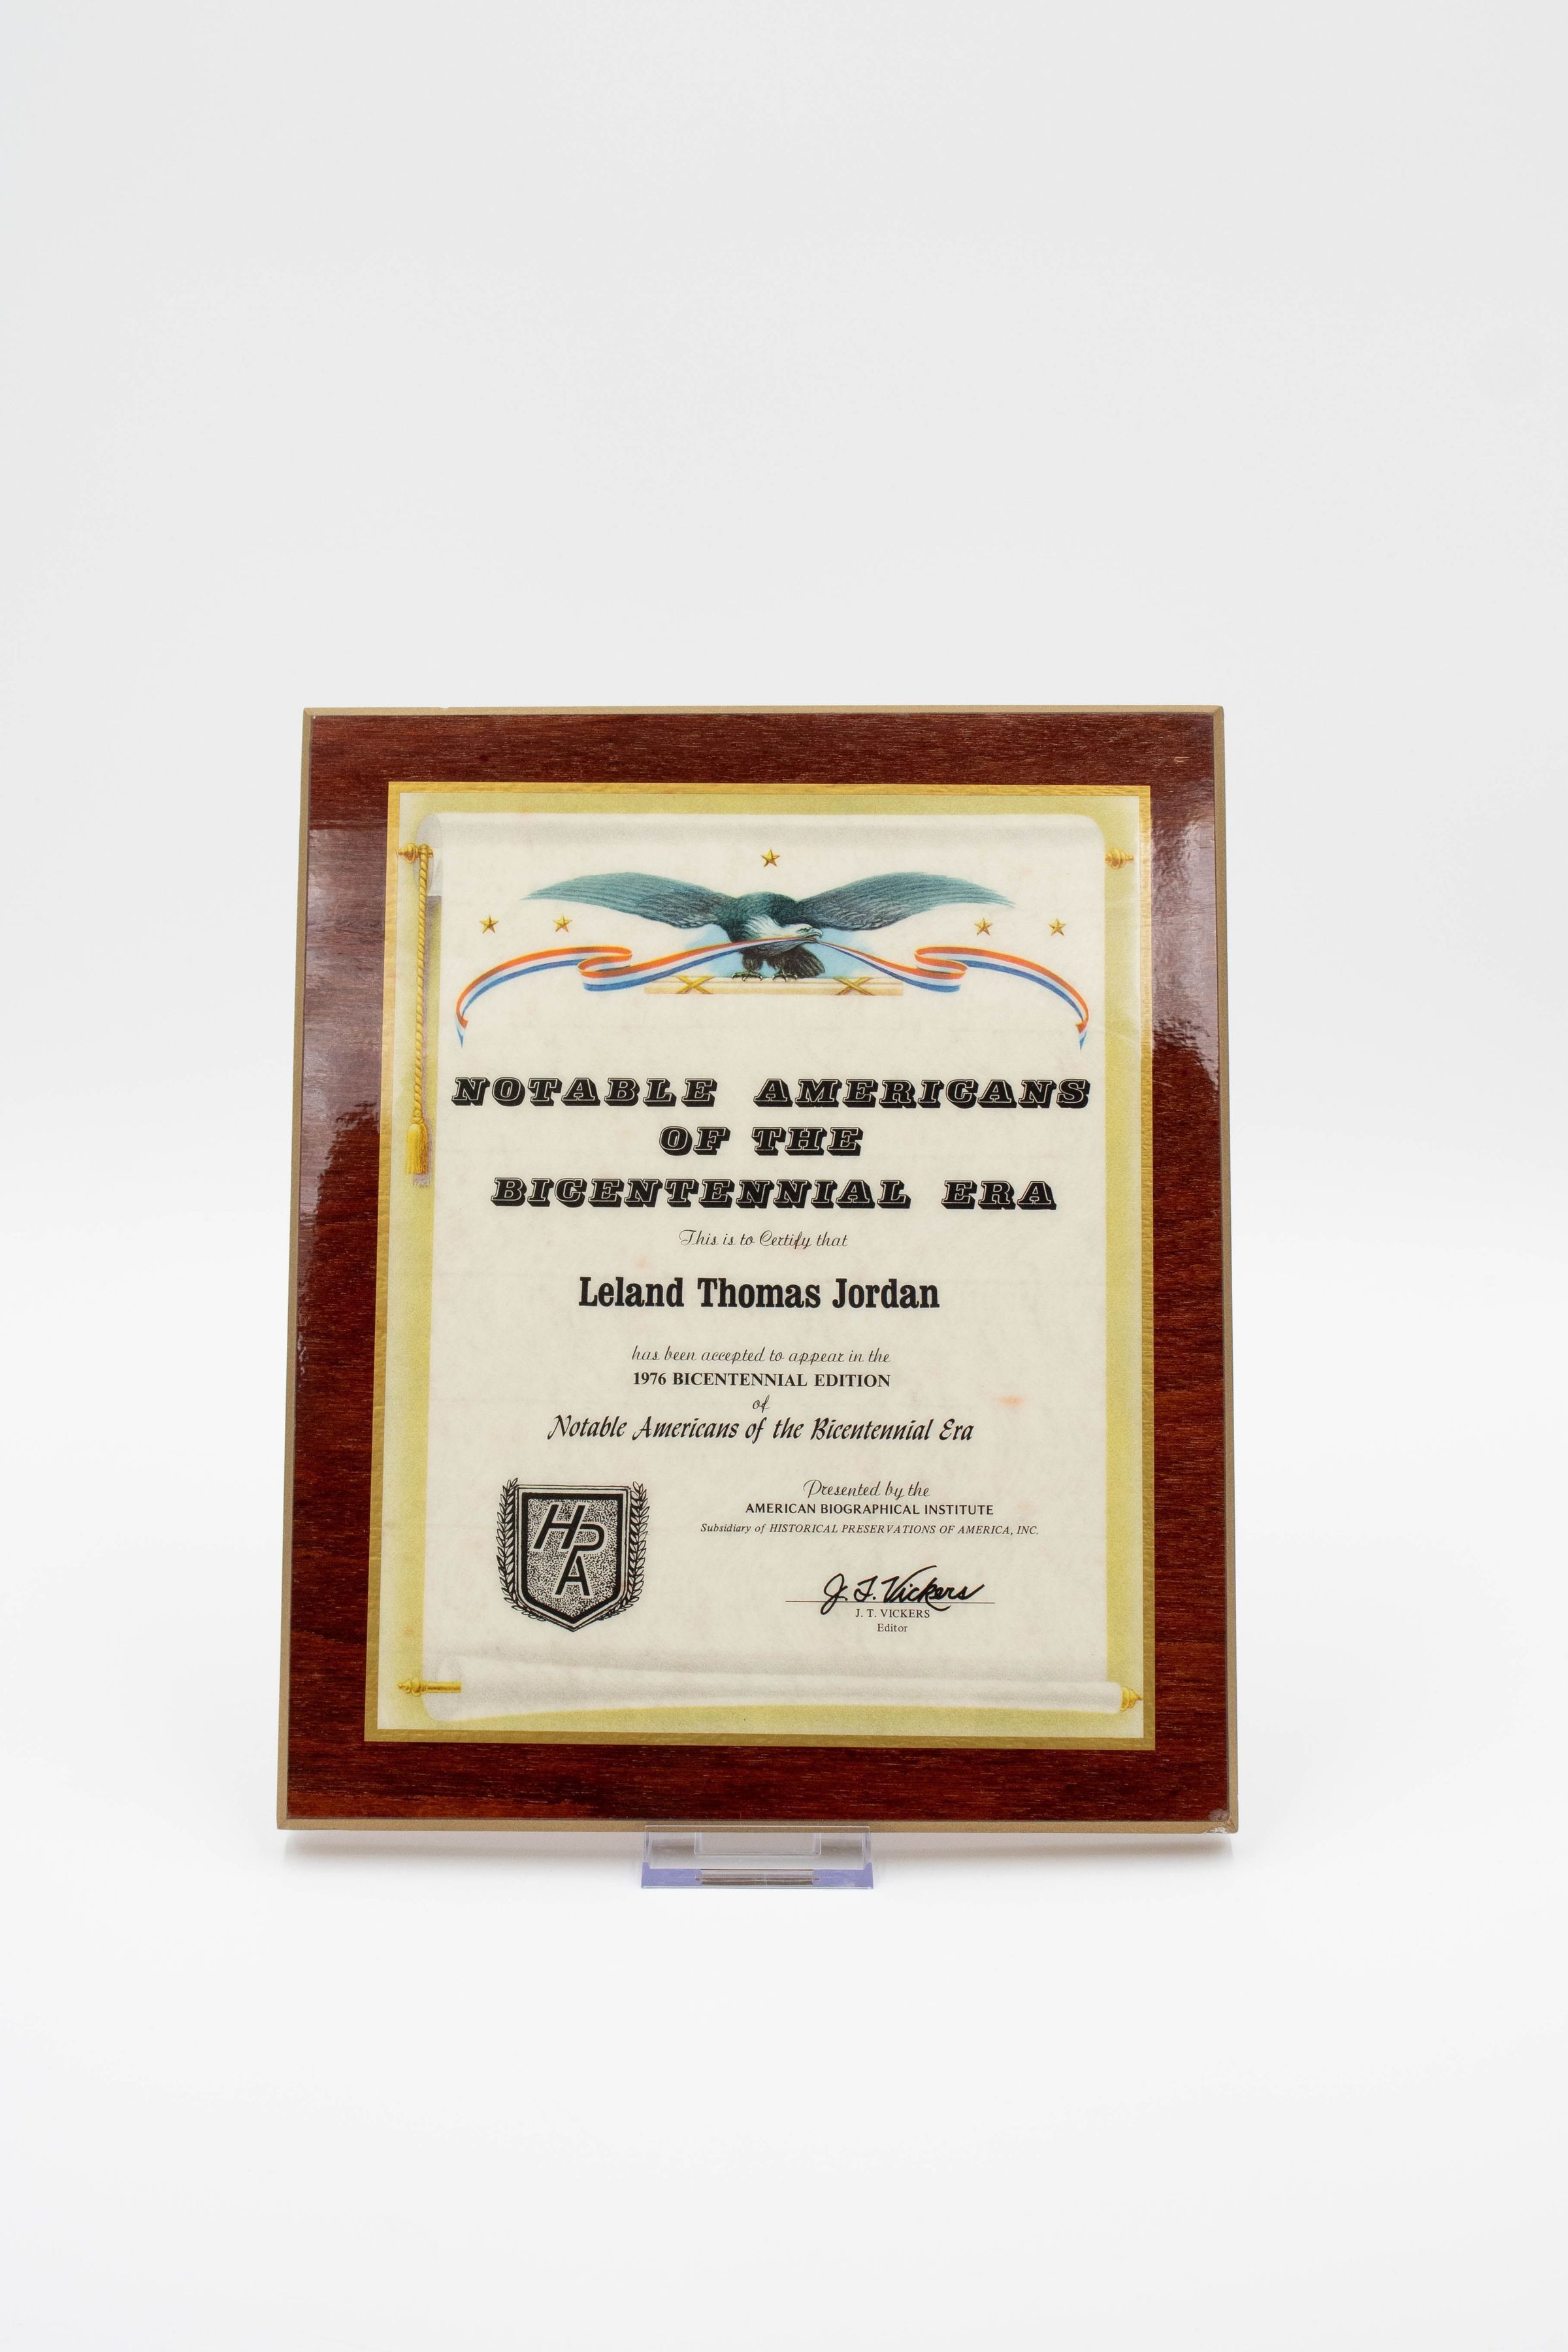 NOTABLE AMERICANS
OF THE
BICENTENNIAL ERA
This is to Certify that
Leland Thomas Jordan
has been accepted to appear in the
1976 BICENTENNIAL EDITION
of
Notable Americans of the Bicentennial Era
HPA
Presented by the
AMERICAN BIOGRAPHICAL INSTITUTE
Subsidiary of HISTORICAL PRESERVATIONS OF AMERICA, INC.
J. T. Vickers
J. T. VICKERS
Editor